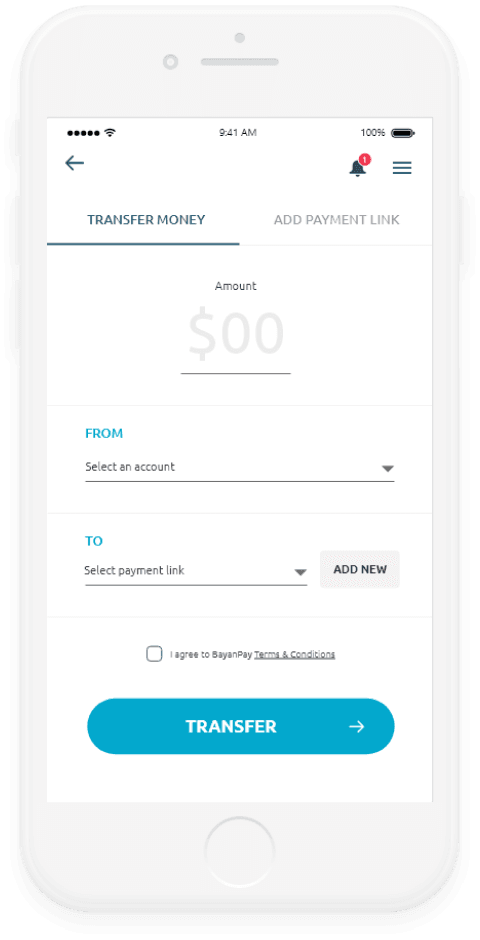 9:41 AM 100%
1
TRANSFER MONEY ADD PAYMENT LINK
Amount
$00
FROM
Select an account
TO
Select payment link ADD NEW
I agree to BayanPay Terms & Conditions
TRANSFER